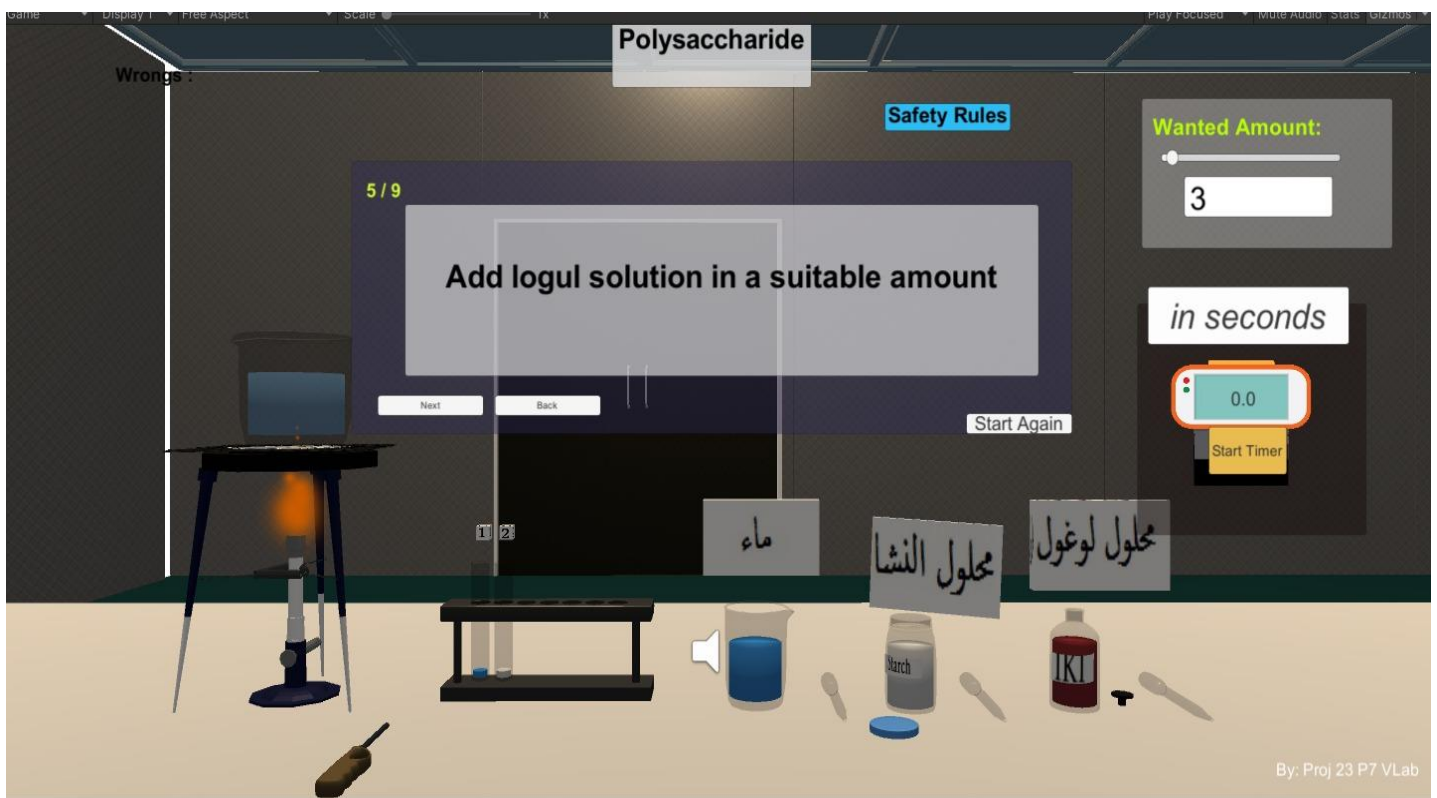 Game Display 1 Free Aspect Scale 1x Play Focused Mute Audio Stats Gizmos
Polysaccharide
Wrongs :
Safety Rules
Wanted Amount:
3
5 / 9
Add logul solution in a suitable amount
Next Back
Start Again
in seconds
0.0
Start Timer
1 2
ماء
محلول النشا
محلول لوغول
Starch
IKI
By: Proj 23 P7 VLab